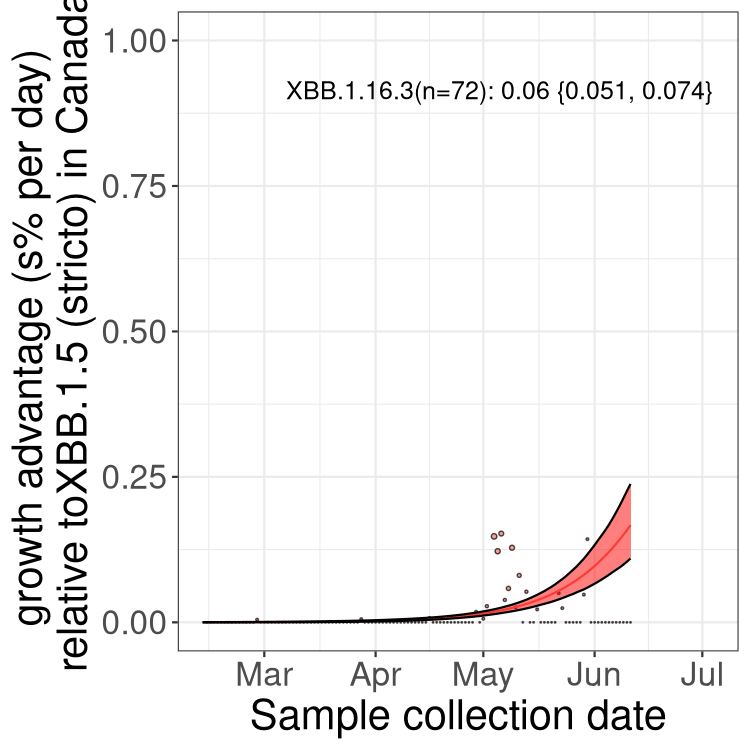 growth advantage (s% per day)
relative toXBB.1.5 (stricto) in Canada
1.00
XBB.1.16.3(n=72): 0.06 {0.051, 0.074}
0.75
0.50
0.25
0.00
Mar Apr May Jun Jul
Sample collection date